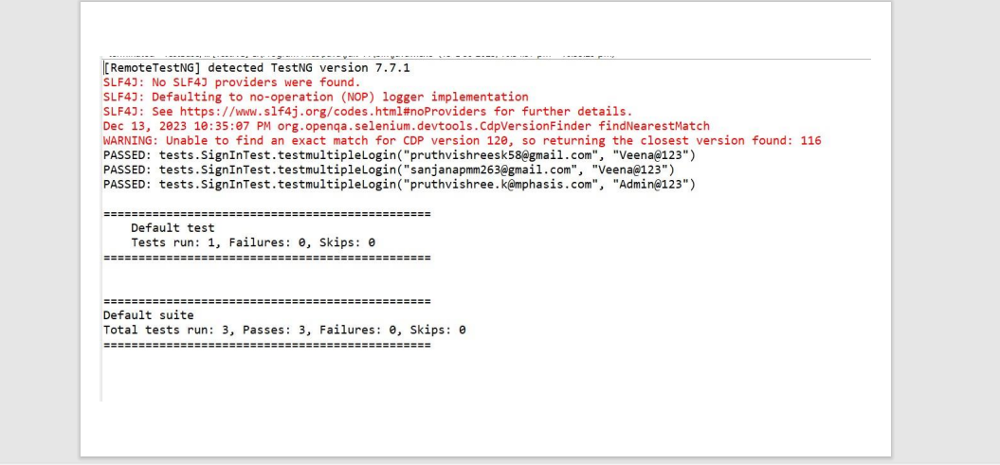 [RemoteTestNG] detected TestNG version 7.7.1
SLF4J: No SLF4J providers were found.
SLF4J: Defaulting to no-operation (NOP) logger implementation
SLF4J: See https://www.slf4j.org/codes.html#noProviders for further details.
Dec 13, 2023 10:35:07 PM org.openqa.selenium.devtools.CdpVersionFinder findNearestMatch
WARNING: Unable to find an exact match for CDP version 120, so returning the closest version found: 116
PASSED: tests.SignInTest.testmultipleLogin("pruthvishreesk58@gmail.com", "Veena@123")
PASSED: tests.SignInTest.testmultipleLogin("sanjanapmm263@gmail.com", "Veena@123")
PASSED: tests.SignInTest.testmultipleLogin("pruthvishree.k@mphasis.com", "Admin@123")
===============================================
Default test
Tests run: 1, Failures: 0, Skips: 0
===============================================
===============================================
Default suite
Total tests run: 3, Passes: 3, Failures: 0, Skips: 0
===============================================